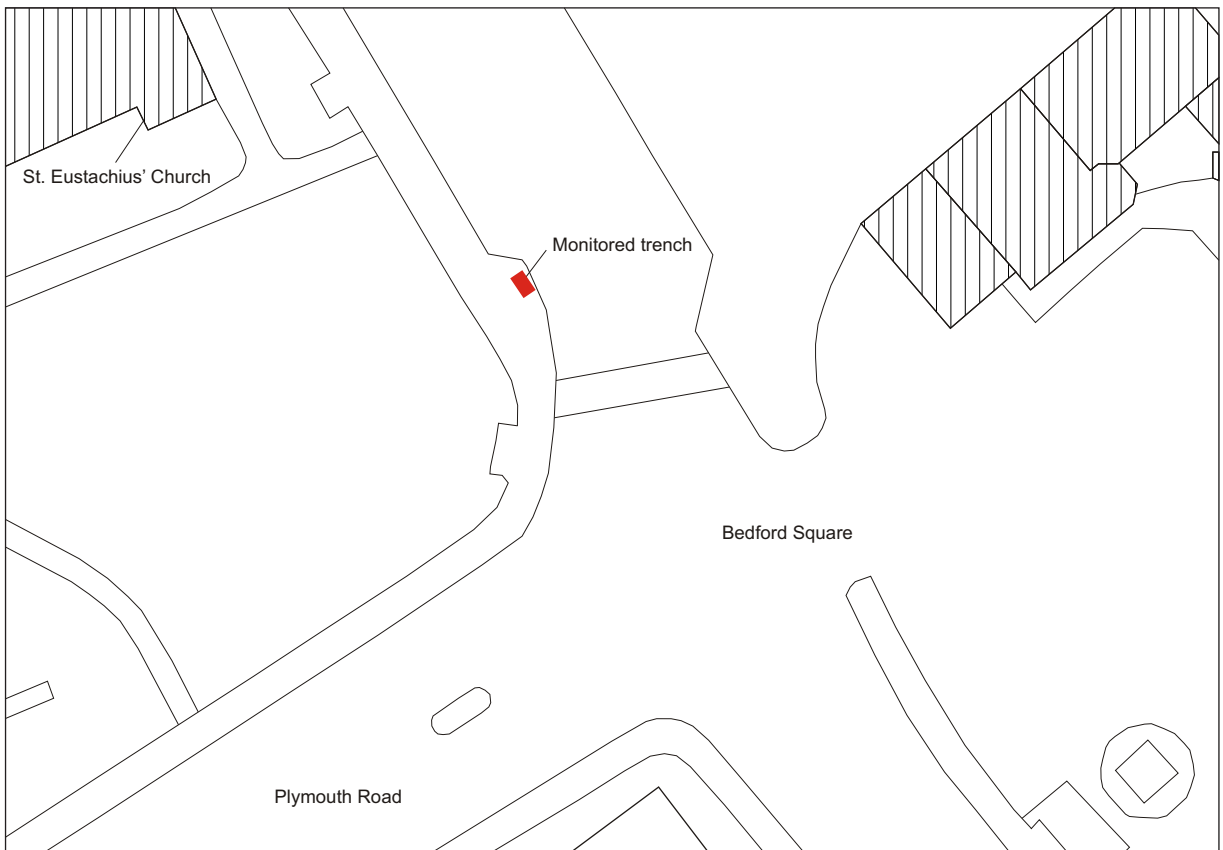 St. Eustachius' Church
Monitored trench
Bedford Square
Plymouth Road